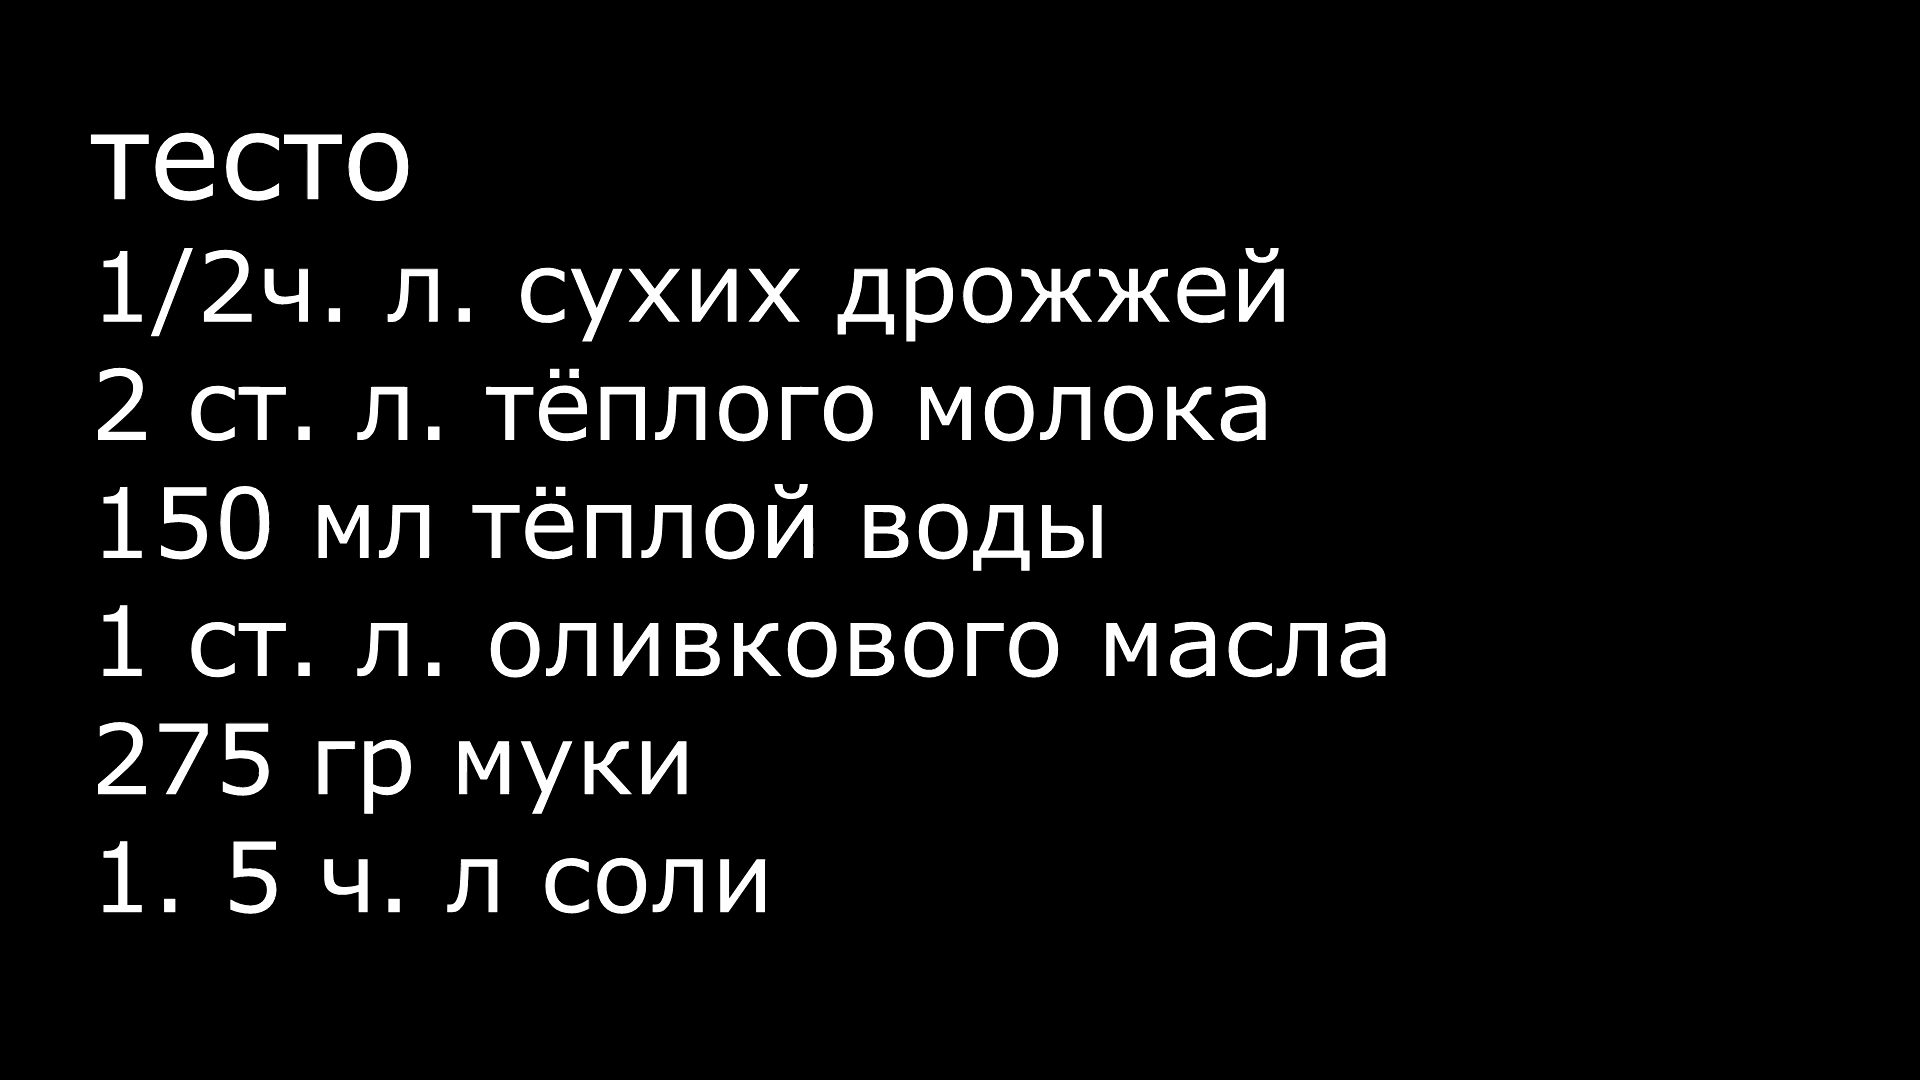 тесто
1/2ч. л. сухих дрожжей
2 ст. л. тёплого молока
150 мл тёплой воды
1 ст. л. оливкового масла
275 гр муки
1. 5 ч. л соли